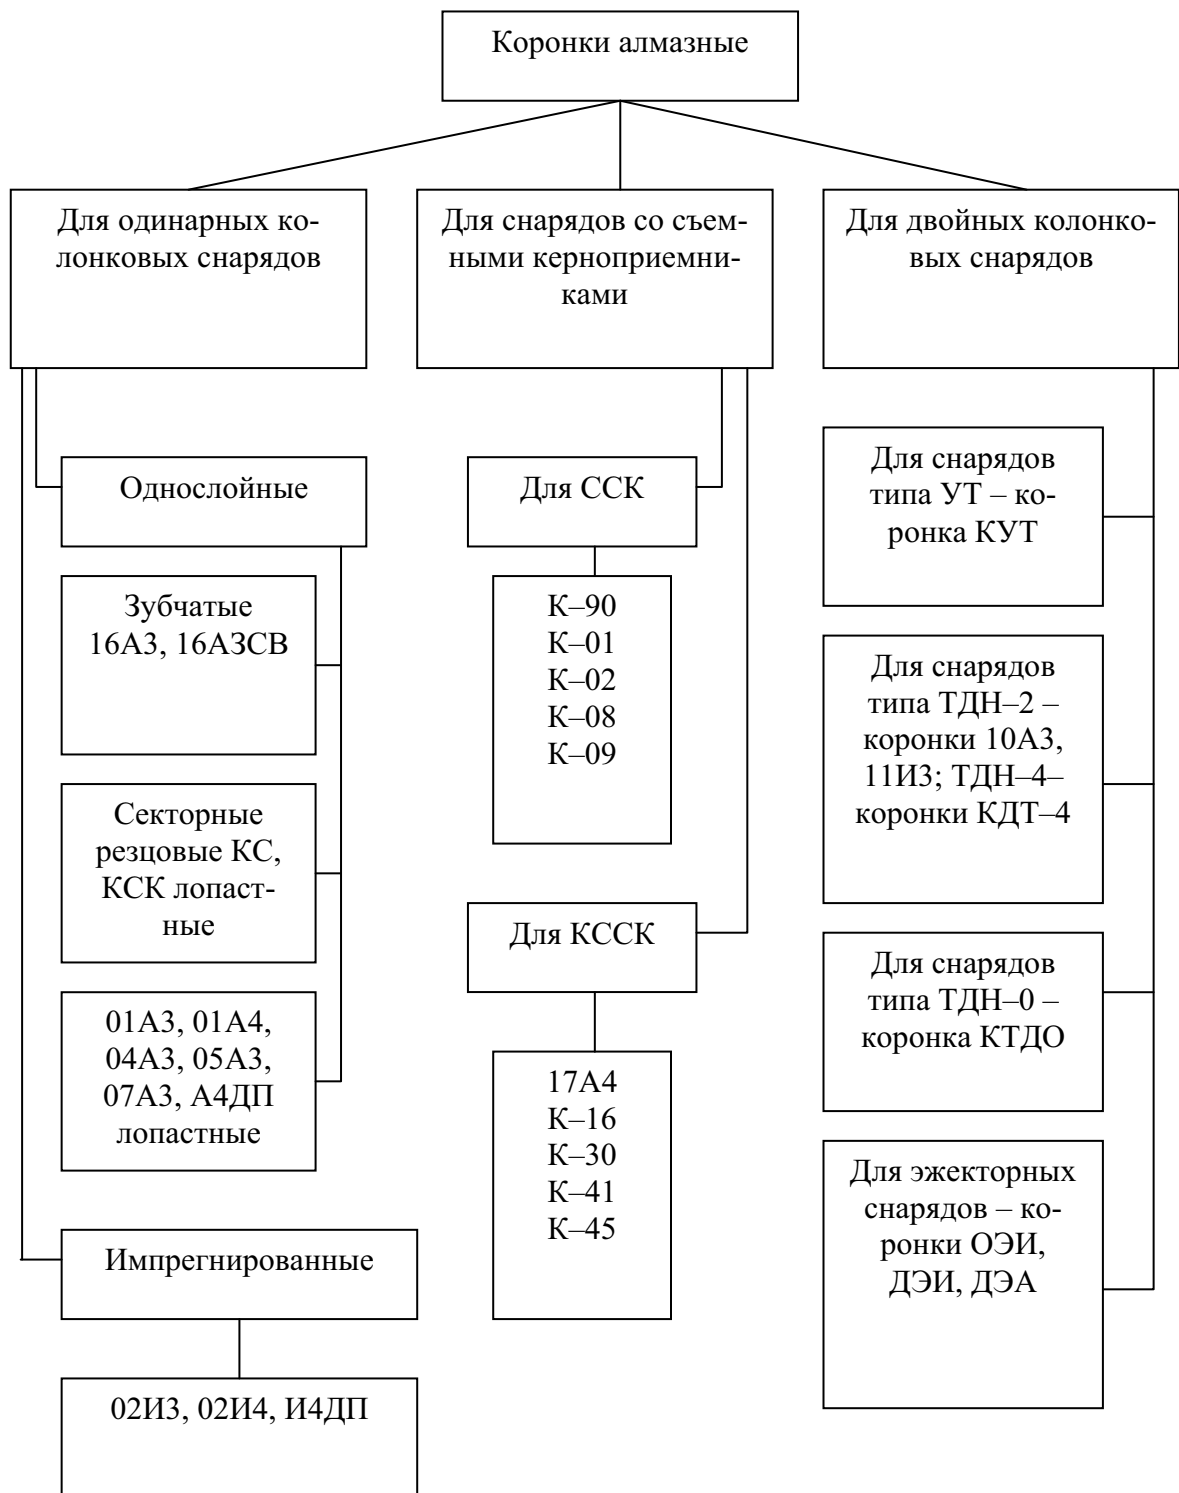 Коронки алмазные
Для одинарных ко-
лонковых снарядов
Для снарядов со съем-
ными керноприемни-
ками
Для двойных колонко-
вых снарядов
Однослойные
Зубчатые
16А3, 16А3СВ
Секторные
резцовые КС,
КСК лопаст-
ные
01А3, 01А4,
04А3, 05А3,
07А3, А4ДП
лопастные
Импрегнированные
02И3, 02И4, И4ДП
Для ССК
К–90
К–01
К–02
К–08
К–09
Для КССК
17А4
К–16
К–30
К–41
К–45
Для снарядов
типа УТ – ко-
ронка КУТ
Для снарядов
типа ТДН–2 –
коронки 10А3,
11И3; ТДН–4–
коронки КДТ–4
Для снарядов
типа ТДН–0 –
коронка КТДО
Для эжекторных
снарядов – ко-
ронки ОЭИ,
ДЭИ, ДЭА